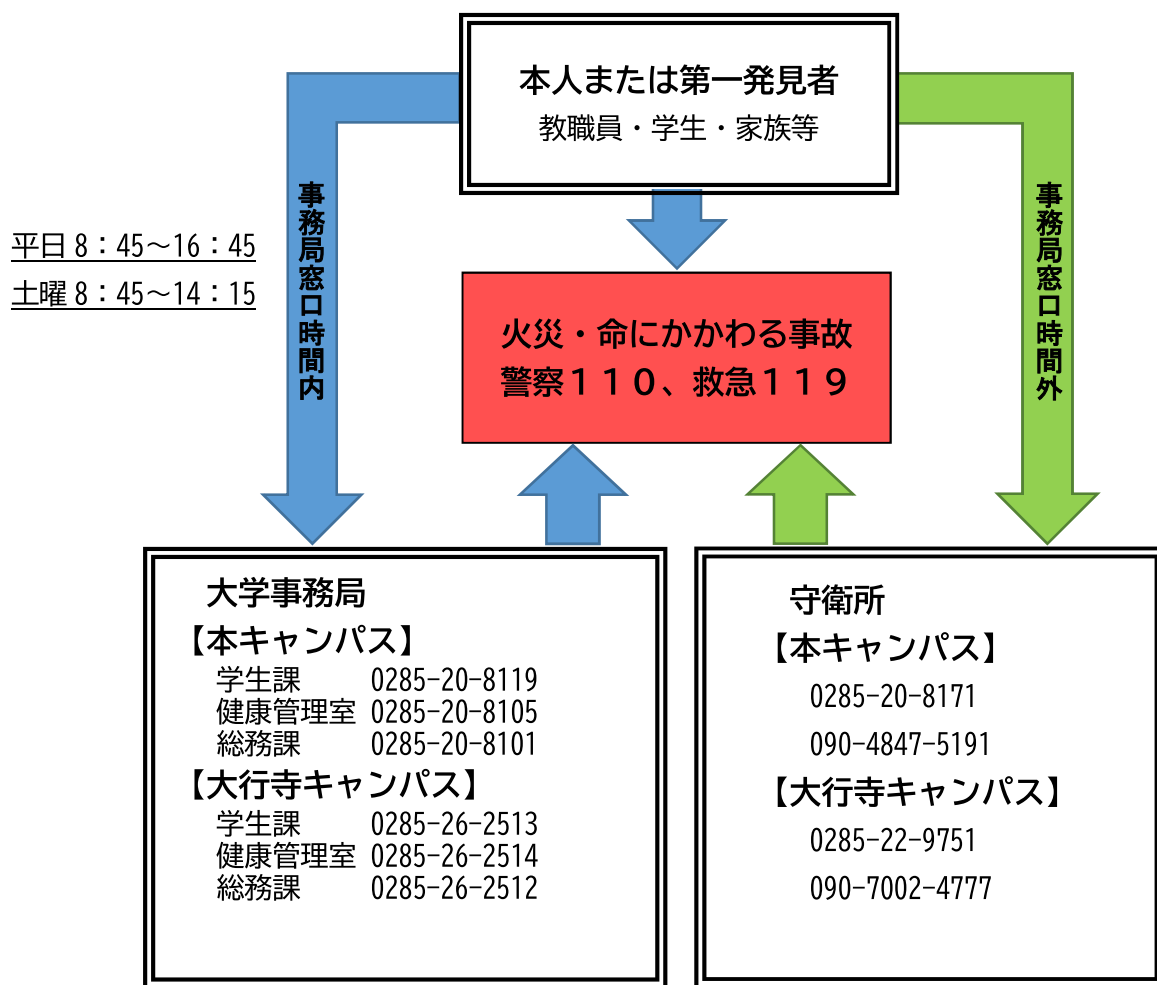 本人または第一発見者
教職員・学生・家族等
事務局窓口時間内
事務局窓口時間外
平日8：45～16：45
土曜8：45～14：15
火災・命にかかわる事故
警察１１０、救急１１９
大学事務局
【本キャンパス】
学生課 0285-20-8119
健康管理室 0285-20-8105
総務課 0285-20-8101
【大行寺キャンパス】
学生課 0285-26-2513
健康管理室 0285-26-2514
総務課 0285-26-2512
守衛所
【本キャンパス】
0285-20-8171
090-4847-5191
【大行寺キャンパス】
0285-22-9751
090-7002-4777